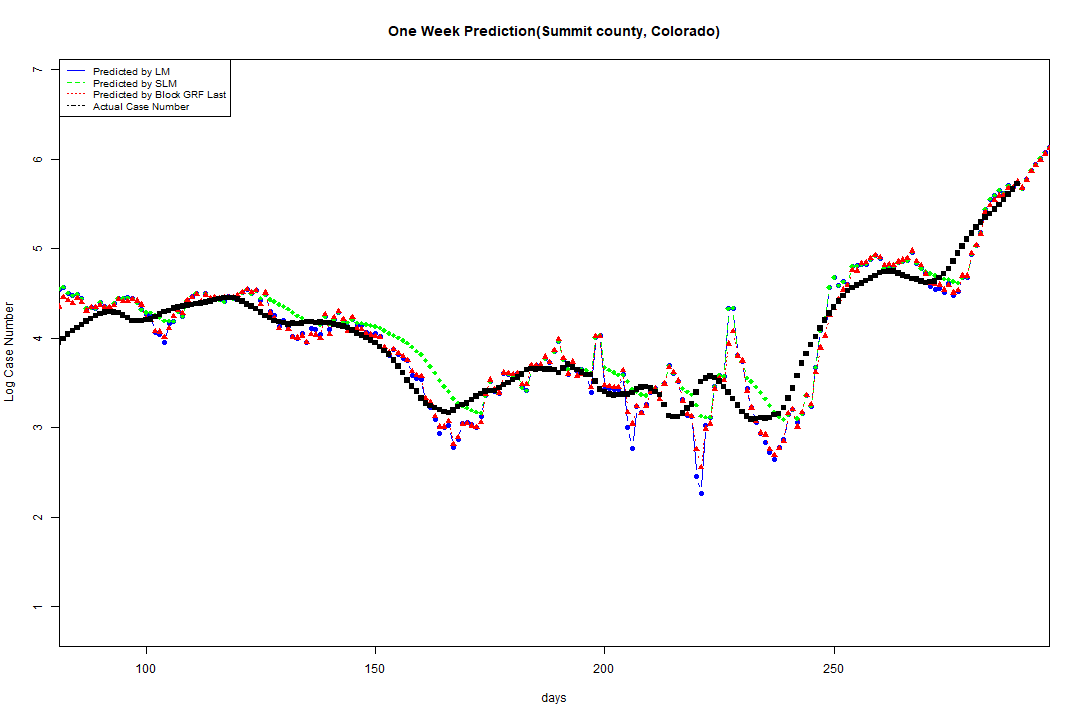 One Week Prediction(Summit county, Colorado)
Predicted by LM
Predicted by SLM
Predicted by Block GRF Last
Actual Case Number
7
6
5
4
3
2
1
Log Case Number
100 150 200 250
days